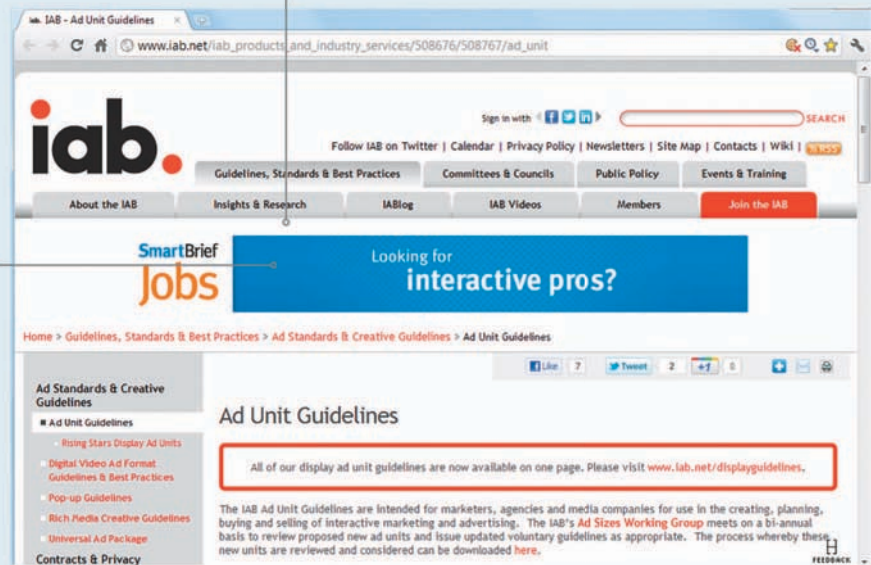 IAB - Ad Unit Guidelines
www.iab.net/iab_products_and_industry_services/508676/508767/ad_unit
iab.
Sign in with
SEARCH
Follow IAB on Twitter | Calendar | Privacy Policy | Newsletters | Site Map | Contacts | Wiki | RSS
Guidelines, Standards & Best Practices Committees & Councils Public Policy Events & Training
About the IAB Insights & Research IABlog IAB Videos Members Join the IAB
SmartBrief
Jobs
Looking for
interactive pros?
Home > Guidelines, Standards & Best Practices > Ad Standards & Creative Guidelines > Ad Unit Guidelines
Like 7 Tweet 2 +1 0
Ad Standards & Creative
Guidelines
Ad Unit Guidelines
Rising Stars Display Ad Units
Digital Video Ad Format
Guidelines & Best Practices
Pop-up Guidelines
Rich Media Creative Guidelines
Universal Ad Package
Contracts & Privacy
Ad Unit Guidelines
All of our display ad unit guidelines are now available on one page. Please visit www.iab.net/displayguidelines.
The IAB Ad Unit Guidelines are intended for marketers, agencies and media companies for use in the creating, planning,
buying and selling of interactive marketing and advertising. The IAB's Ad Sizes Working Group meets on a bi-annual
basis to review proposed new ad units and issue updated voluntary guidelines as appropriate. The process whereby these
new units are reviewed and considered can be downloaded here.
FEEDBACK